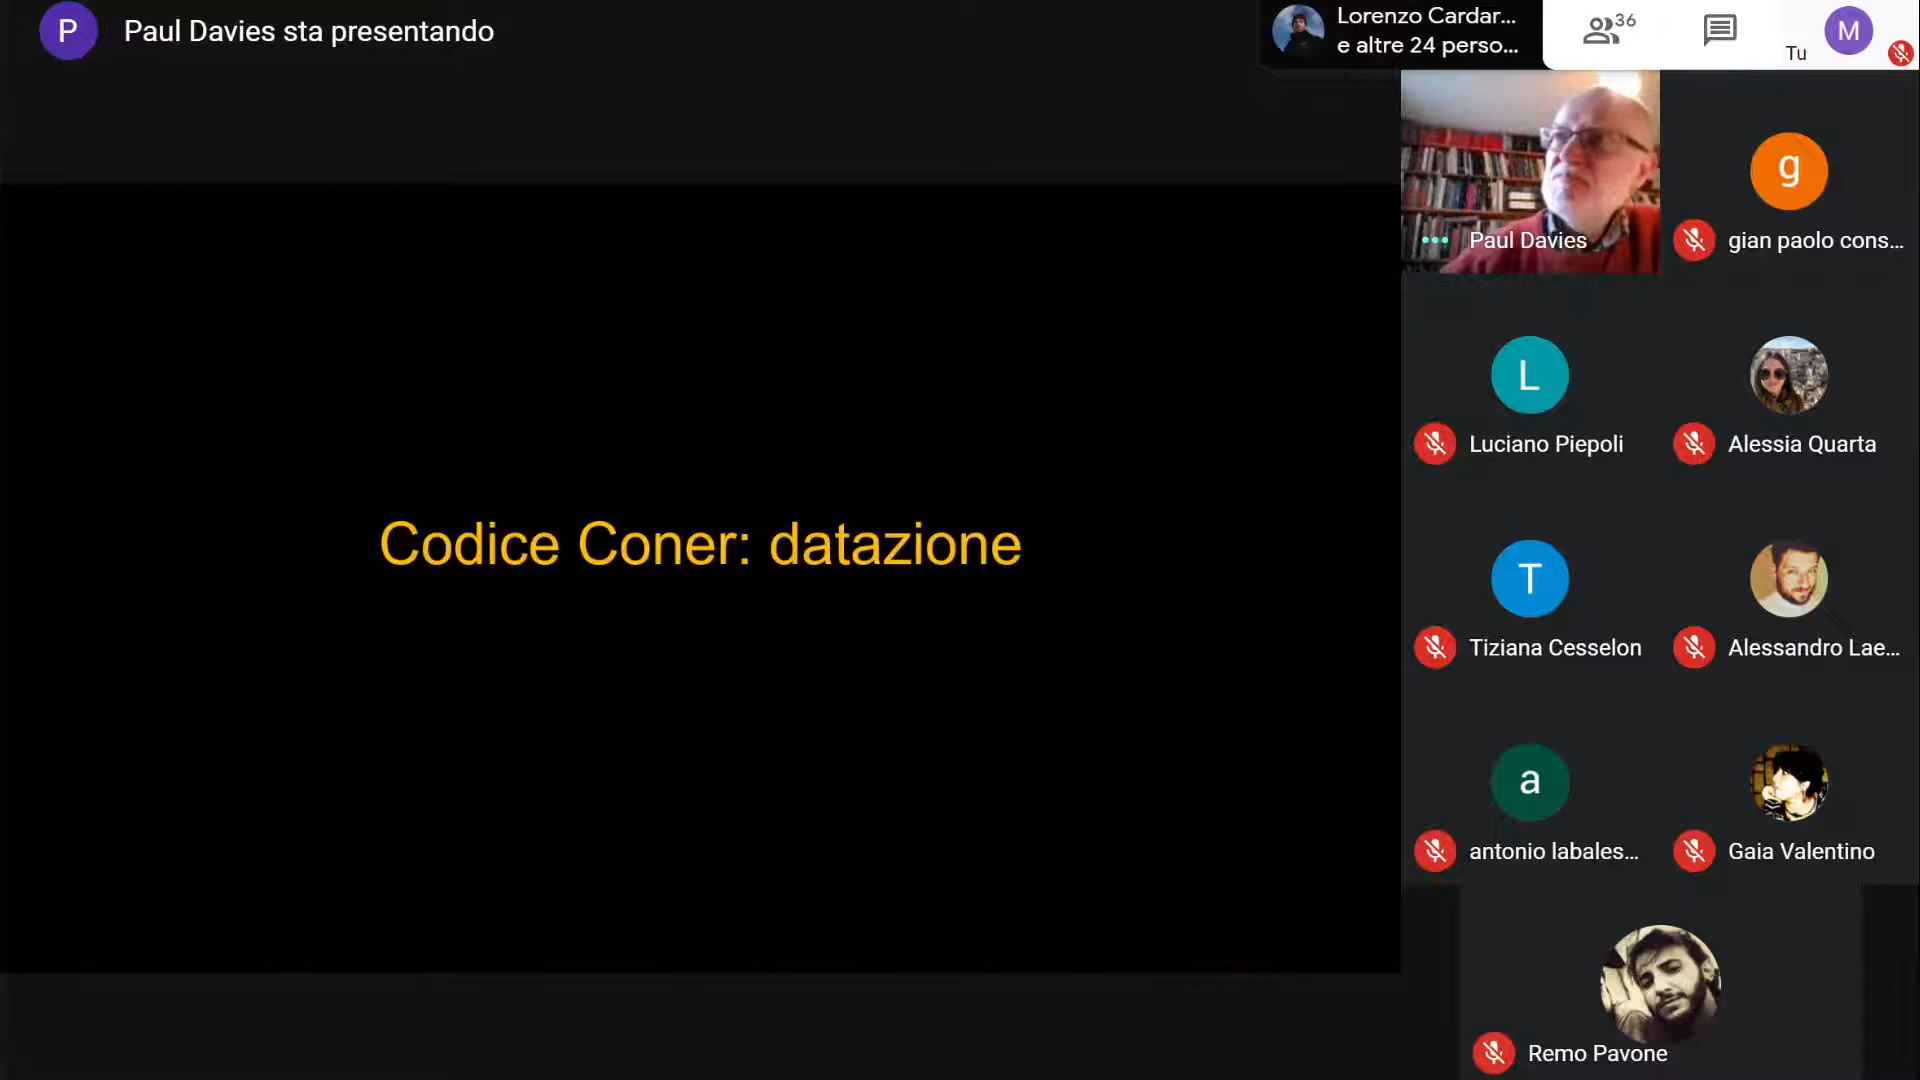 P
Paul Davies sta presentando
Lorenzo Cardar...
e altre 24 perso...
36
Tu
M
Paul Davies
g
gian paolo cons...
L
Luciano Piepoli
Alessia Quarta
T
Tiziana Cesselon
Alessandro Lae...
a
antonio labales...
Gaia Valentino
Remo Pavone
Codice Coner: datazione